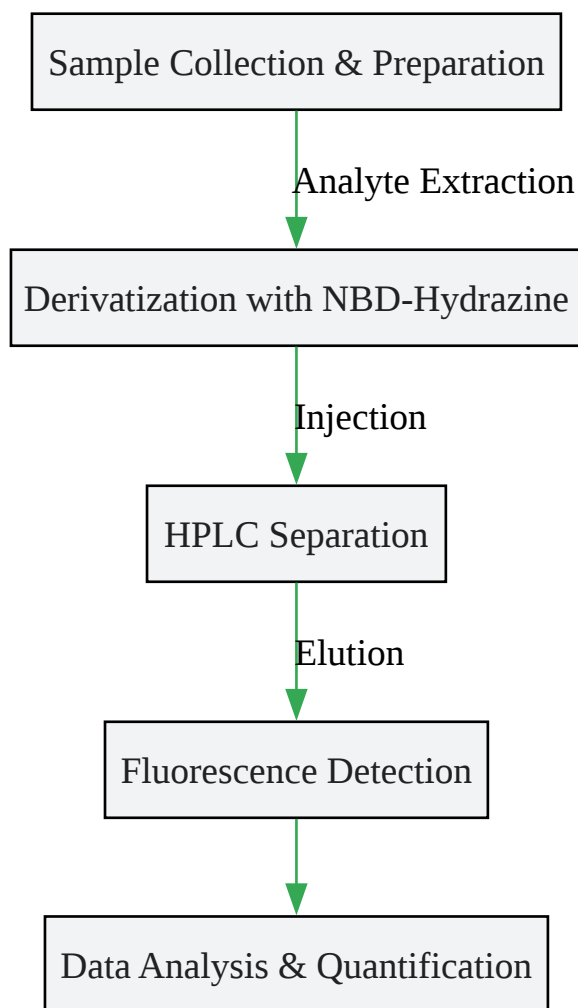 Sample Collection & Preparation
Analyte Extraction
Derivatization with NBD-Hydrazine
Injection
HPLC Separation
Elution
Fluorescence Detection
Data Analysis & Quantification